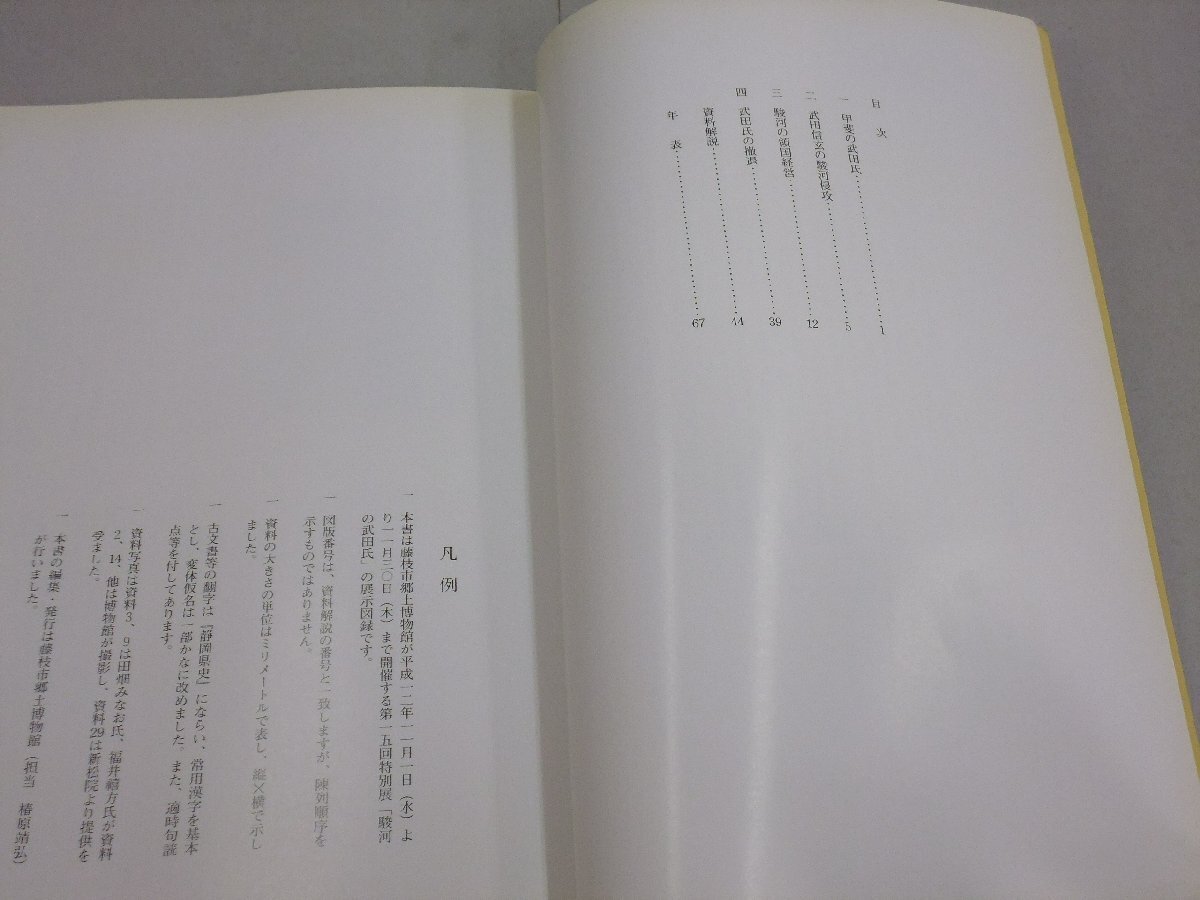 目　次
一　甲斐の武田氏……………………1
二　武田信玄の駿河侵攻……………………5
三　駿河の領国経営……………………12
四　武田氏の撤退……………………39
資料解説……………………44
年　表……………………67
凡　例
一　本書は藤枝市郷土博物館が平成一二年一一月一日（水）よ
り一一月三〇日（木）まで開催する第一五回特別展「駿河
の武田氏」の展示図録です。
一　図版番号は、資料解説の番号と一致しますが、陳列順序を
示すものではありません。
一　資料の大きさの単位はミリメートルで表し、縦×横で示し
ました。
一　古文書等の翻字は『静岡県史』にならい、常用漢字を基本
とし、変体仮名は一部かなに改めました。また、適時句読
点等を付してあります。
一　資料写真は資料3、9は田畑みなお氏、福井　方氏が資料
2、14、他は博物館が撮影し、資料29は新松院より提供を
受ました。
一　本書の編集・発行は藤枝市郷土博物館（担当　椿原靖弘）
が行いました。